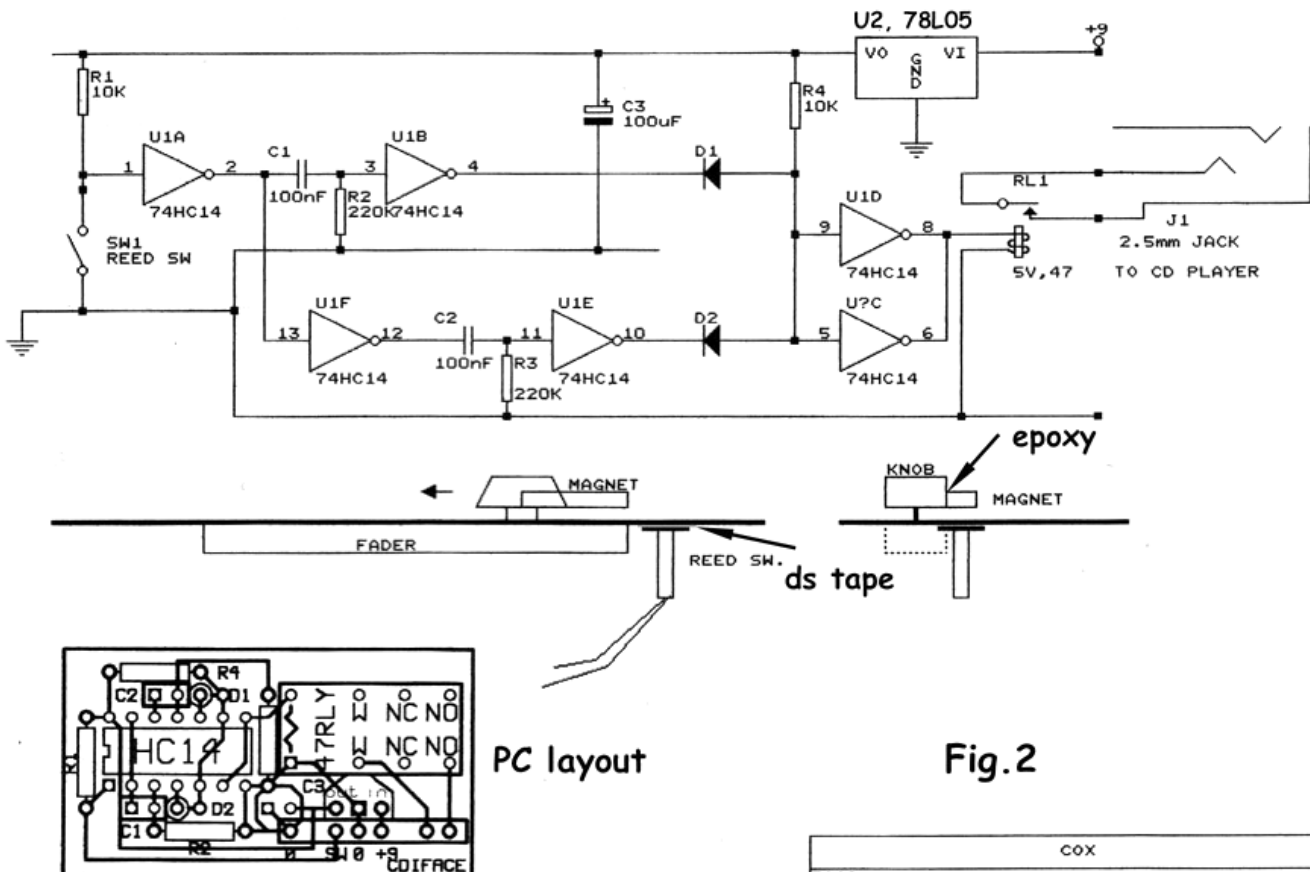 U2, 78L05
+9
VO
VI
GND
R1
10K
C3
100uF
+
R4
10K
U1A
1
2
74HC14
C1
100nF
R2
220K
U1B
3
4
74HC14
D1
RL1
J1
2.5mm JACK
TO CD PLAYER
U1D
9
8
74HC14
5V,47
SW1
REED SW
U1F
13
12
74HC14
C2
100nF
R3
220K
U1E
11
10
74HC14
D2
U?C
5
6
74HC14
epoxy
KNOB
MAGNET
MAGNET
FADER
REED SW.
ds tape
R4
C2
D1
R1
HC14
47RLY
W NC NO
W NC NO
C3
out in
D2
C1
R2
0 SW 0 +9
CDIFACE
PC layout
Fig.2
COX